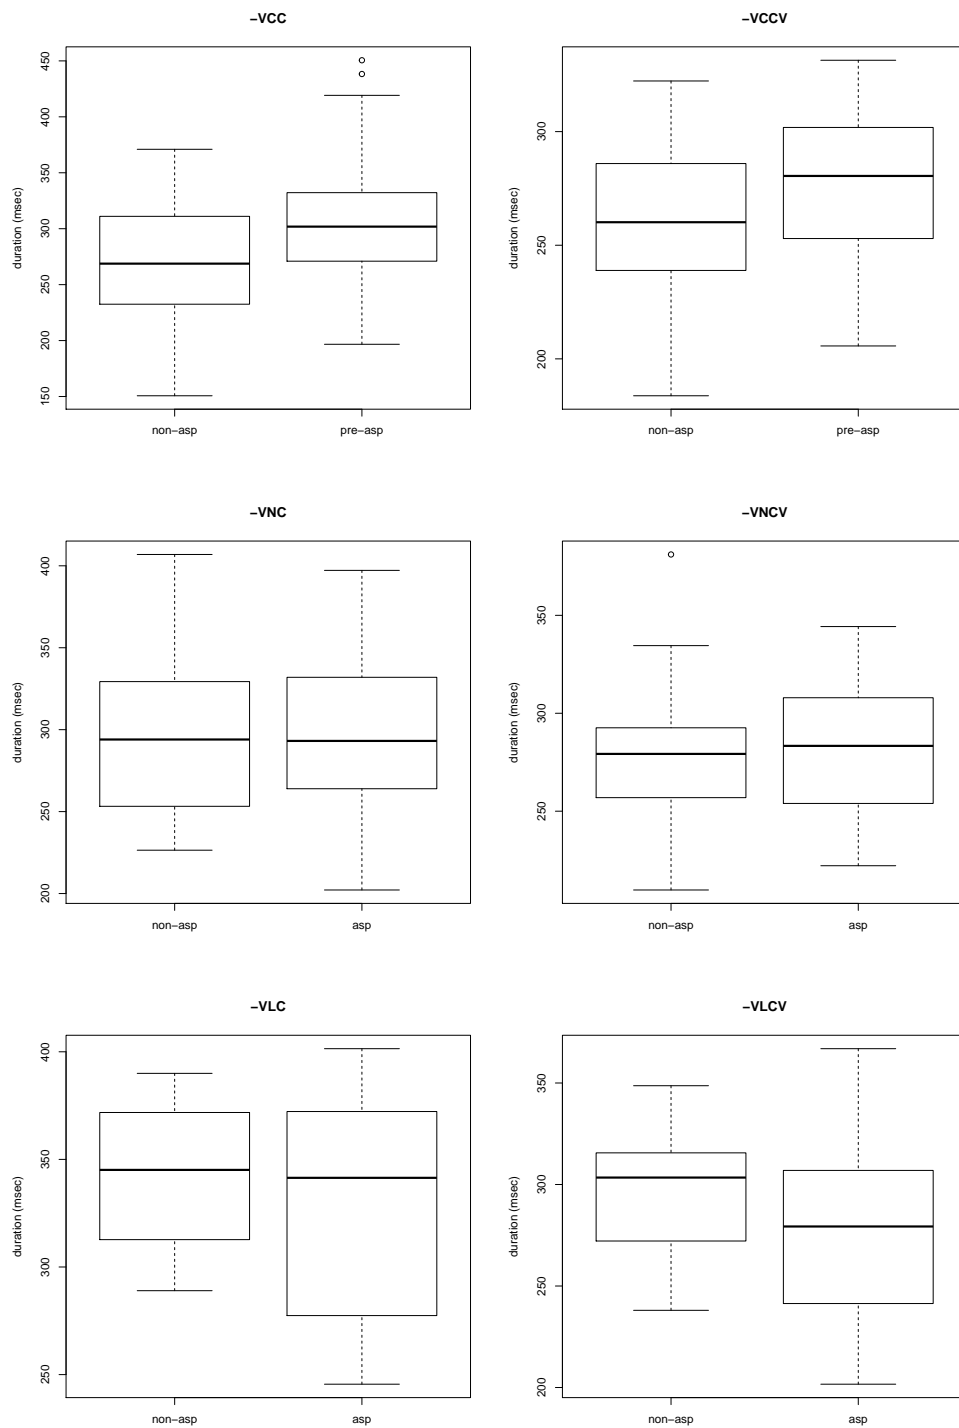 −VCC
duration (msec)
450
400
350
300
250
200
150
non−asp
pre−asp
−VCCV
duration (msec)
300
250
200
non−asp
pre−asp
−VNC
duration (msec)
400
350
300
250
200
non−asp
asp
−VNCV
duration (msec)
350
300
250
non−asp
asp
−VLC
duration (msec)
400
350
300
250
non−asp
asp
−VLCV
duration (msec)
350
300
250
200
non−asp
asp